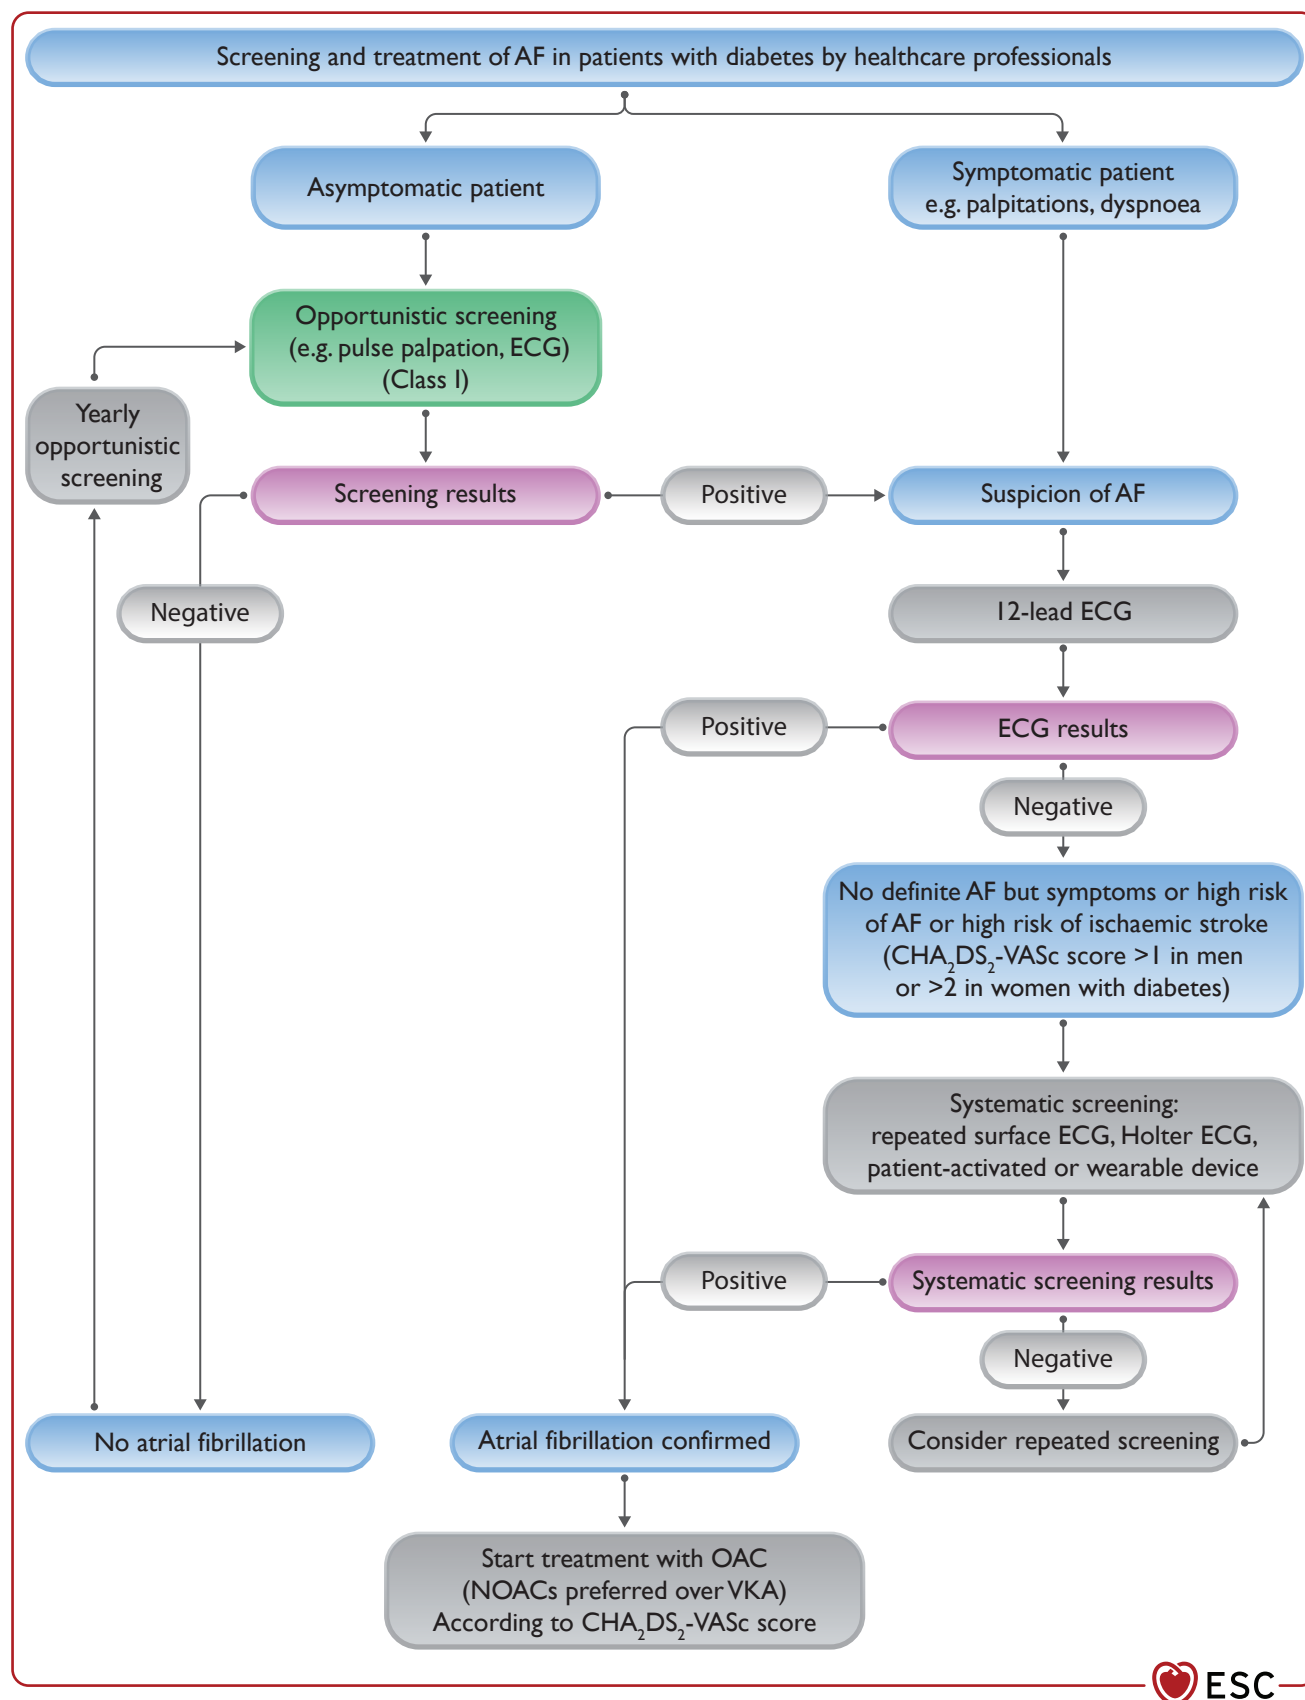 Screening and treatment of AF in patients with diabetes by healthcare professionals
Asymptomatic patient
Symptomatic patient
e.g. palpitations, dyspnoea
Opportunistic screening
(e.g. pulse palpation, ECG)
(Class I)
Yearly
opportunistic
screening
Screening results
Positive
Suspicion of AF
Negative
12-lead ECG
Positive
ECG results
Negative
No definite AF but symptoms or high risk
of AF or high risk of ischaemic stroke
(CHA₂DS₂-VASc score >1 in men
or >2 in women with diabetes)
Systematic screening:
repeated surface ECG, Holter ECG,
patient-activated or wearable device
Positive
Systematic screening results
Negative
No atrial fibrillation
Atrial fibrillation confirmed
Consider repeated screening
Start treatment with OAC
(NOACs preferred over VKA)
According to CHA₂DS₂-VASc score
ESC